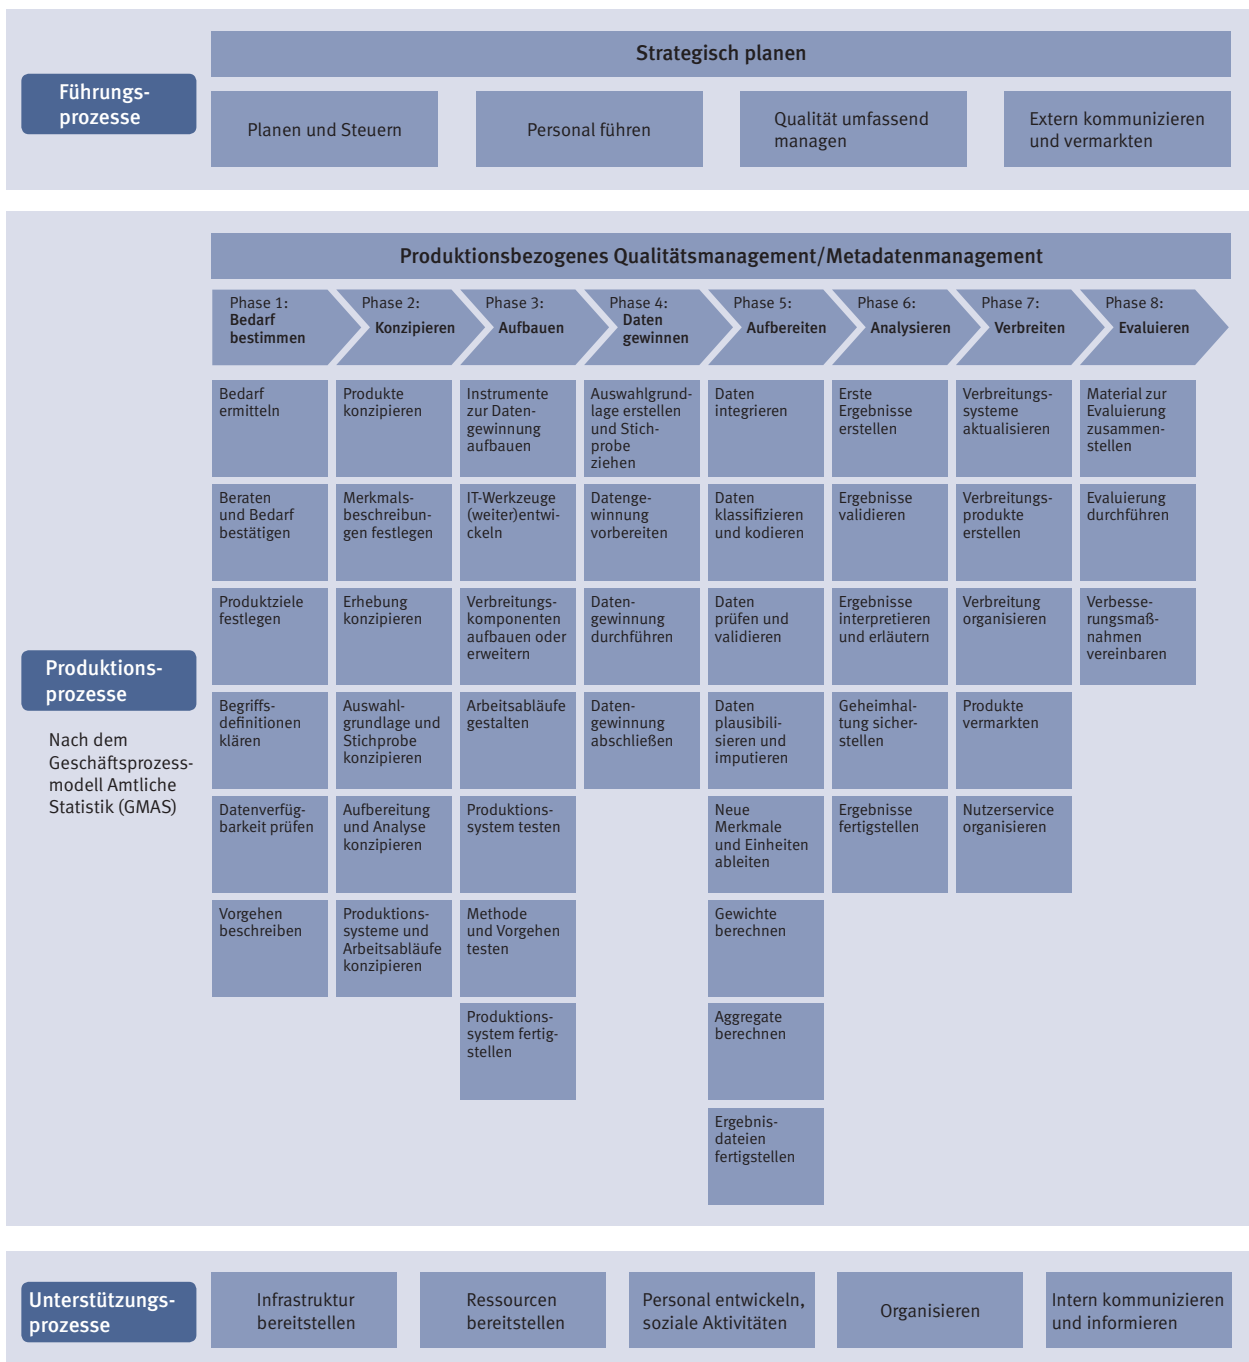 Führungs-
prozesse
Strategisch planen
Planen und Steuern
Personal führen
Qualität umfassend
managen
Extern kommunizieren
und vermarkten
Produktions-
prozesse
Nach dem
Geschäftsprozess-
modell Amtliche
Statistik (GMAS)
Produktionsbezogenes Qualitätsmanagement/Metadatenmanagement
Phase 1:
Bedarf
bestimmen
Phase 2:
Konzipieren
Phase 3:
Aufbauen
Phase 4:
Daten
gewinnen
Phase 5:
Aufbereiten
Phase 6:
Analysieren
Phase 7:
Verbreiten
Phase 8:
Evaluieren
Bedarf
ermitteln
Produkte
konzipieren
Instrumente
zur Daten-
gewinnung
aufbauen
Auswahlgrund-
lage erstellen
und Stich-
probe
ziehen
Daten
integrieren
Erste
Ergebnisse
erstellen
Verbreitungs-
systeme
aktualisieren
Material zur
Evaluierung
zusammen-
stellen
Beraten
und Bedarf
bestätigen
Merkmals-
beschreibun-
gen festlegen
IT-Werkzeuge
(weiter)entwi-
ckeln
Datenge-
winnung
vorbereiten
Daten
klassifizieren
und kodieren
Ergebnisse
validieren
Verbreitungs-
produkte
erstellen
Evaluierung
durchführen
Produktziele
festlegen
Erhebung
konzipieren
Verbreitungs-
komponenten
aufbauen oder
erweitern
Daten-
gewinnung
durchführen
Daten
prüfen und
validieren
Ergebnisse
interpretieren
und erläutern
Verbreitung
organisieren
Verbesse-
rungsmaß-
nahmen
vereinbaren
Begriffs-
definitionen
klären
Auswahl-
grundlage und
Stichprobe
konzipieren
Arbeitsabläufe
gestalten
Daten-
gewinnung
abschließen
Daten
plausibili-
sieren und
imputieren
Geheimhal-
tung sicher-
stellen
Produkte
vermarkten
Datenverfüg-
barkeit prüfen
Aufbereitung
und Analyse
konzipieren
Produktions-
system testen
Neue
Merkmale
und Einheiten
ableiten
Ergebnisse
fertigstellen
Nutzerservice
organisieren
Vorgehen
beschreiben
Produktions-
systeme und
Arbeitsabläufe
konzipieren
Methode
und Vorgehen
testen
Gewichte
berechnen
Produktions-
system fertig-
stellen
Aggregate
berechnen
Ergebnis-
dateien
fertigstellen
Unterstützungs-
prozesse
Infrastruktur
bereitstellen
Ressourcen
bereitstellen
Personal entwickeln,
soziale Aktivitäten
Organisieren
Intern kommunizieren
und informieren